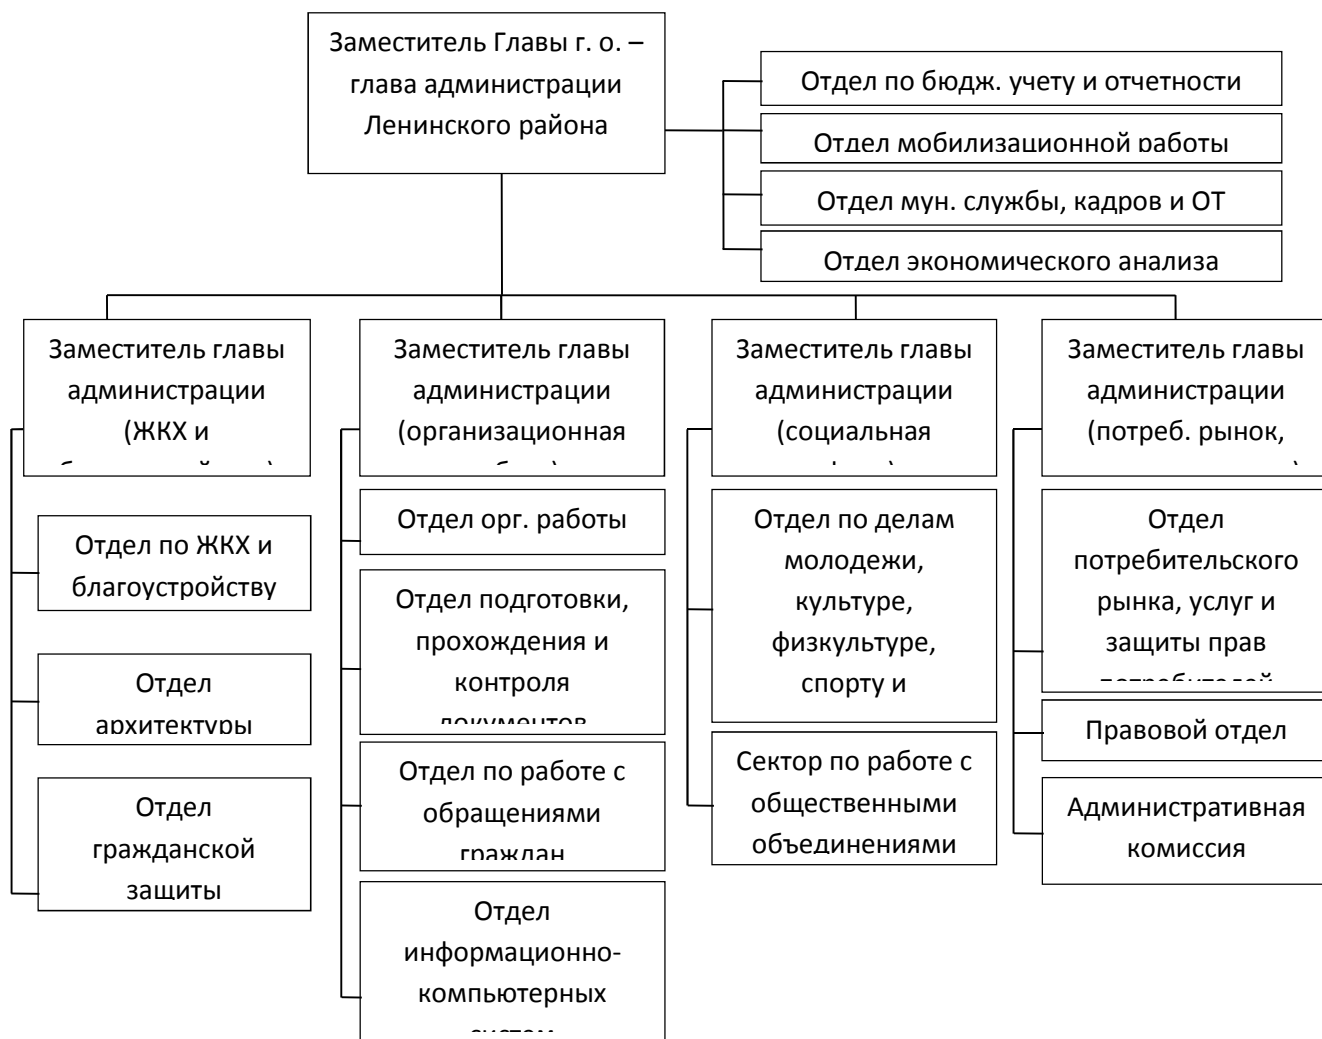 Заместитель Главы г. о. –
глава администрации
Ленинского района
Отдел по бюдж. учету и отчетности
Отдел мобилизационной работы
Отдел мун. службы, кадров и ОТ
Отдел экономического анализа
Заместитель главы
администрации
(ЖКХ и
Заместитель главы
администрации
(организационная
Заместитель главы
администрации
(социальная
Заместитель главы
администрации
(потреб. рынок,
Отдел по ЖКХ и
благоустройству
Отдел
архитектуры
Отдел
гражданской
защиты
Отдел орг. работы
Отдел подготовки,
прохождения и
контроля
документов
Отдел по работе с
обращениями
граждан
Отдел
информационно-
компьютерных
систем
Отдел по делам
молодежи,
культуре,
физкультуре,
спорту и
Сектор по работе с
общественными
объединениями
Отдел
потребительского
рынка, услуг и
защиты прав
потребителей
Правовой отдел
Административная
комиссия